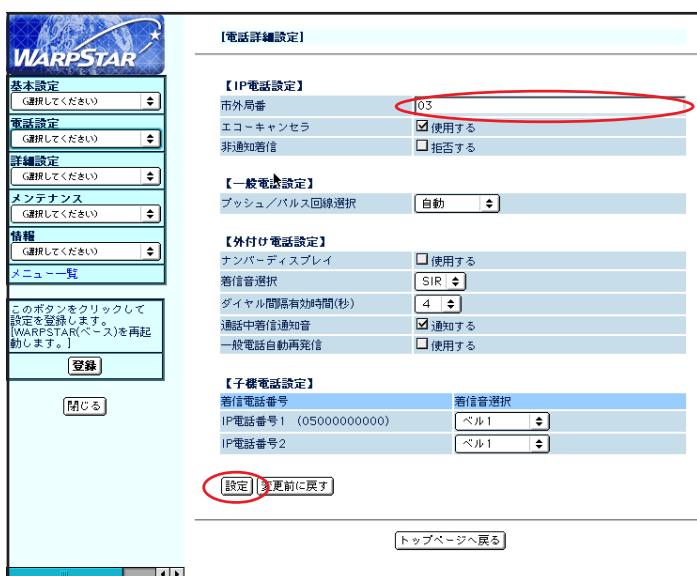 WARPSTAR
基本設定
(選択してください)
電話設定
(選択してください)
詳細設定
(選択してください)
メンテナンス
(選択してください)
情報
(選択してください)
メニュー一覧
このボタンをクリックして
設定を登録します。
[WARPSTAR(ベース)を再起
動します。]
登録
閉じる
[電話詳細設定]
【IP電話設定】
市外局番 03
エコーキャンセラ 使用する
非通知着信 拒否する
【一般電話設定】
プッシュ／パルス回線選択 自動
【外付け電話設定】
ナンバーディスプレイ 使用する
着信音選択 SIR
ダイヤル間隔有効時間(秒) 4
通話中着信通知音 通知する
一般電話自動再発信 使用する
【子機電話設定】
着信電話番号 着信音選択
IP電話番号1 (05000000000) ベル1
IP電話番号2 ベル1
設定 変更前に戻す
トップページへ戻る